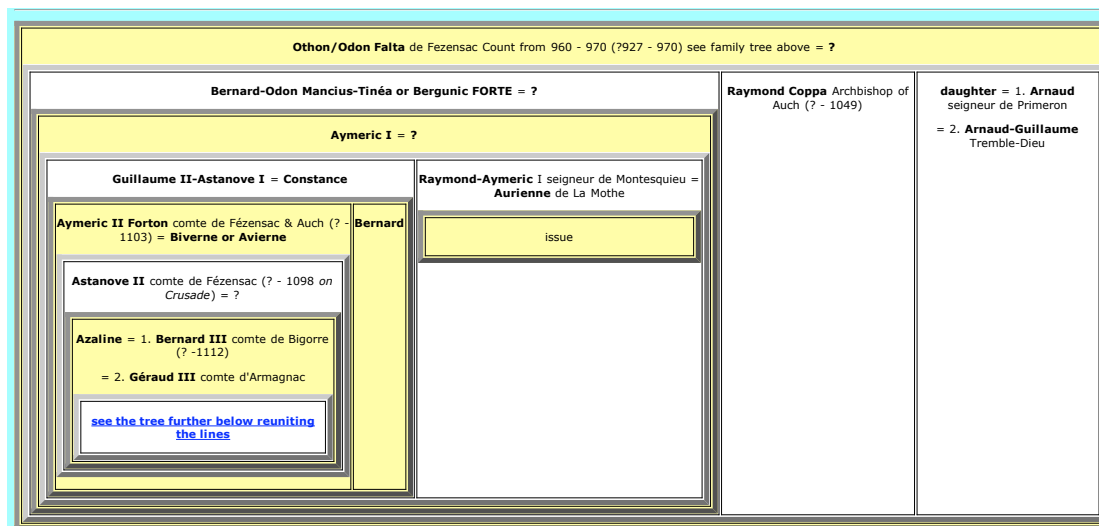 Othon/Odon Falta de Fezensac Count from 960 - 970 (?927 - 970) see family tree above = ?
Bernard-Odon Mancius-Tinéa or Bergunic FORTE = ?
Aymeric I = ?
Guillaume II-Astanove I = Constance
Aymeric II Forton comte de Fézensac & Auch (? -
1103) = Biverne or Avierne
Astanove II comte de Fézensac (? - 1098 on
Crusade) = ?
Azaline = 1. Bernard III comte de Bigorre
(? -1112)
= 2. Géraud III comte d'Armagnac
see the tree further below reuniting
the lines
Bernard
Raymond-Aymeric I seigneur de Montesquieu =
Aurienne de La Mothe
issue
Raymond Coppa Archbishop of
Auch (? - 1049)
daughter = 1. Arnaud
seigneur de Primeron
= 2. Arnaud-Guillaume
Tremble-Dieu